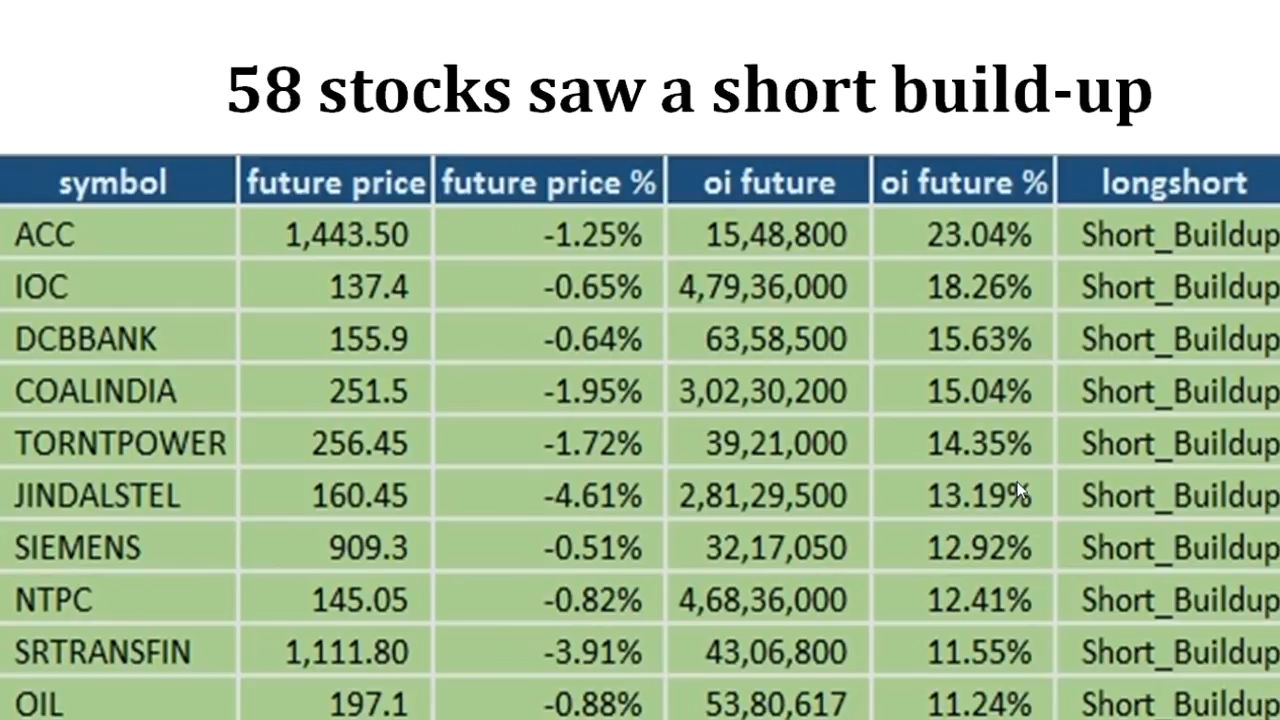 58 stocks saw a short build-up
symbol future price future price % oi future oi future % longshort
ACC 1,443.50 -1.25% 15,48,800 23.04% Short_Buildup
IOC 137.4 -0.65% 4,79,36,000 18.26% Short_Buildup
DCBBANK 155.9 -0.64% 63,58,500 15.63% Short_Buildup
COALINDIA 251.5 -1.95% 3,02,30,200 15.04% Short_Buildup
TORNTPOWER 256.45 -1.72% 39,21,000 14.35% Short_Buildup
JINDALSTEL 160.45 -4.61% 2,81,29,500 13.19% Short_Buildup
SIEMENS 909.3 -0.51% 32,17,050 12.92% Short_Buildup
NTPC 145.05 -0.82% 4,68,36,000 12.41% Short_Buildup
SRTRANSFIN 1,111.80 -3.91% 43,06,800 11.55% Short_Buildup
OIL 197.1 -0.88% 53,80,617 11.24% Short_Buildup